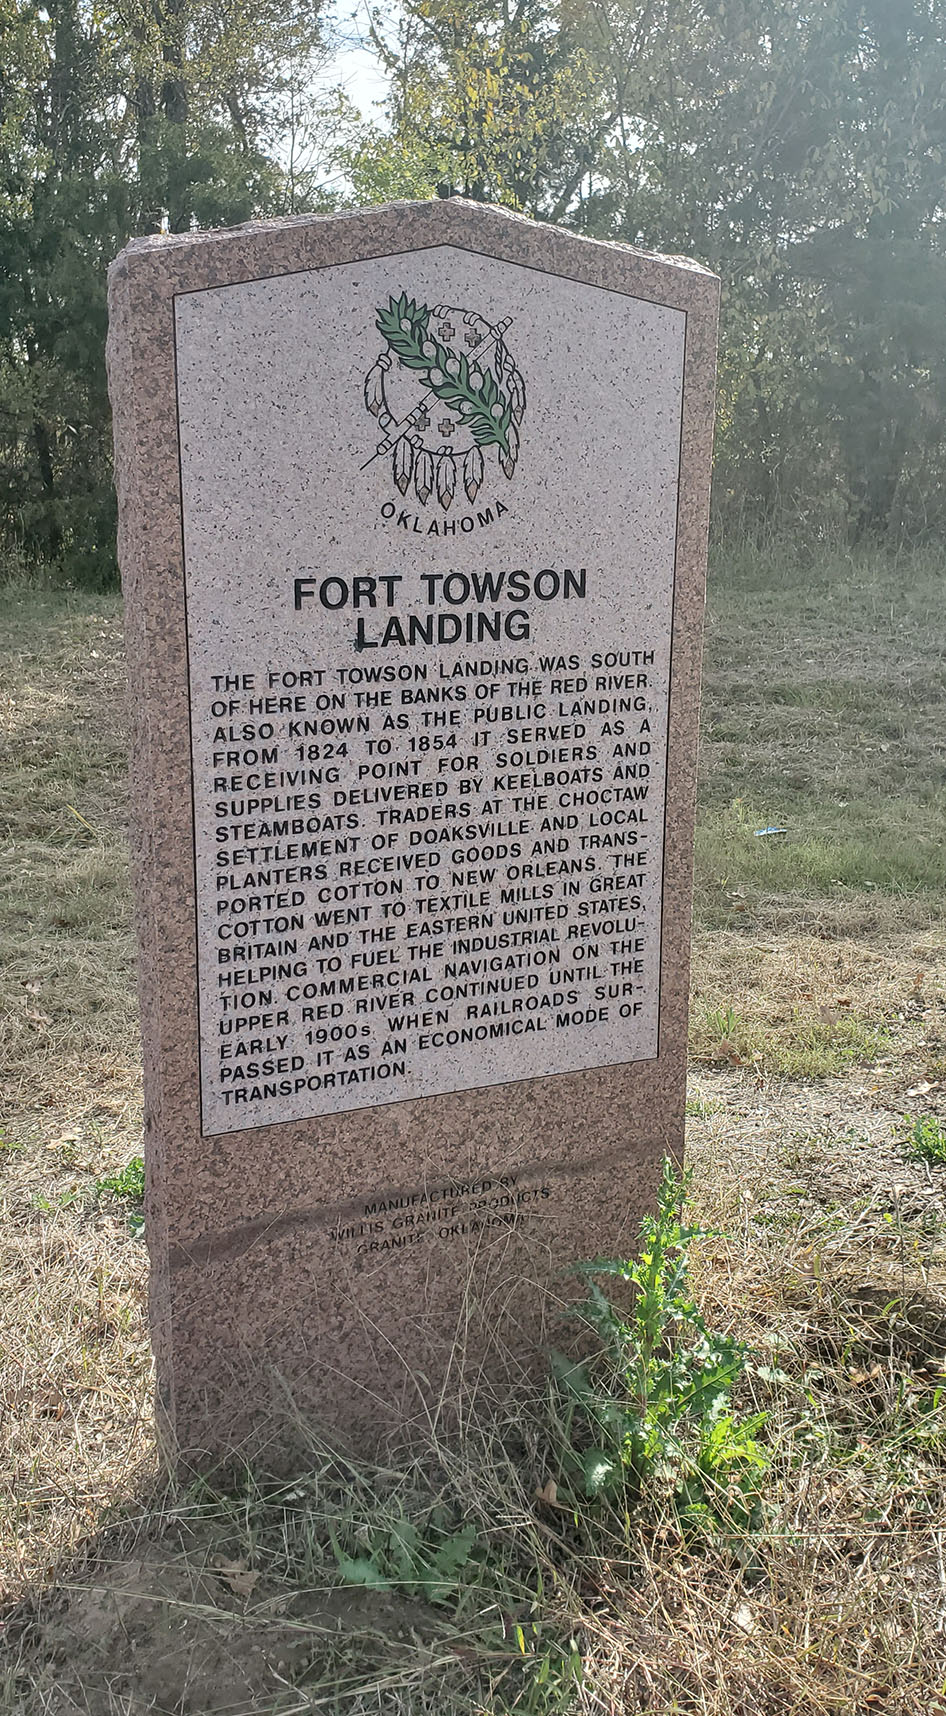 OKLAHOMA
FORT TOWSON
LANDING
THE FORT TOWSON LANDING WAS SOUTH
OF HERE ON THE BANKS OF THE RED RIVER.
ALSO KNOWN AS THE PUBLIC LANDING,
FROM 1824 TO 1854 IT SERVED AS A
RECEIVING POINT FOR SOLDIERS AND
SUPPLIES DELIVERED BY KEELBOATS AND
STEAMBOATS. TRADERS AT THE CHOCTAW
SETTLEMENT OF DOAKSVILLE AND LOCAL
PLANTERS RECEIVED GOODS AND TRANS-
PORTED COTTON TO NEW ORLEANS. THE
COTTON WENT TO TEXTILE MILLS IN GREAT
BRITAIN AND THE EASTERN UNITED STATES,
HELPING TO FUEL THE INDUSTRIAL REVOLU-
TION. COMMERCIAL NAVIGATION ON THE
UPPER RED RIVER CONTINUED UNTIL THE
EARLY 1900s WHEN RAILROADS SUR-
PASSED IT AS AN ECONOMICAL MODE OF
TRANSPORTATION.
MANUFACTURED BY
WILLIS GRANITE PRODUCTS
GRANITE OKLAHOMA